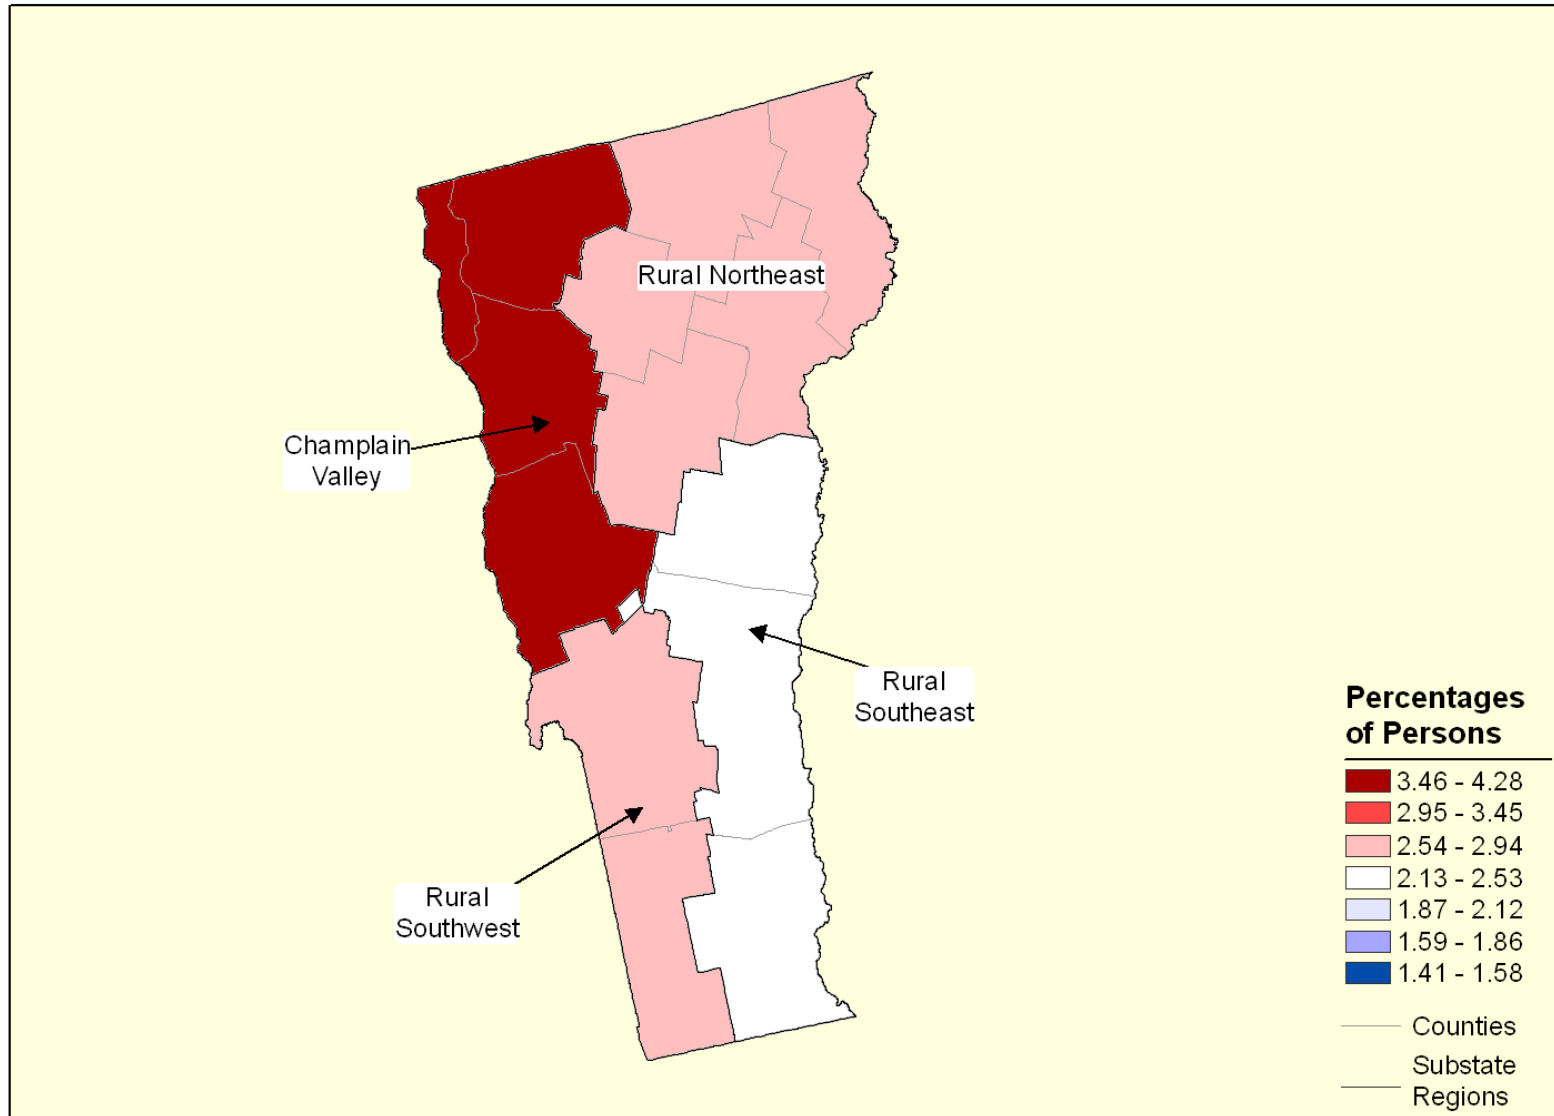 Rural Northeast
Champlain
Valley
Rural
Southeast
Rural
Southwest
Percentages
of Persons
3.46 - 4.28
2.95 - 3.45
2.54 - 2.94
2.13 - 2.53
1.87 - 2.12
1.59 - 1.86
1.41 - 1.58
Counties
Substate
Regions